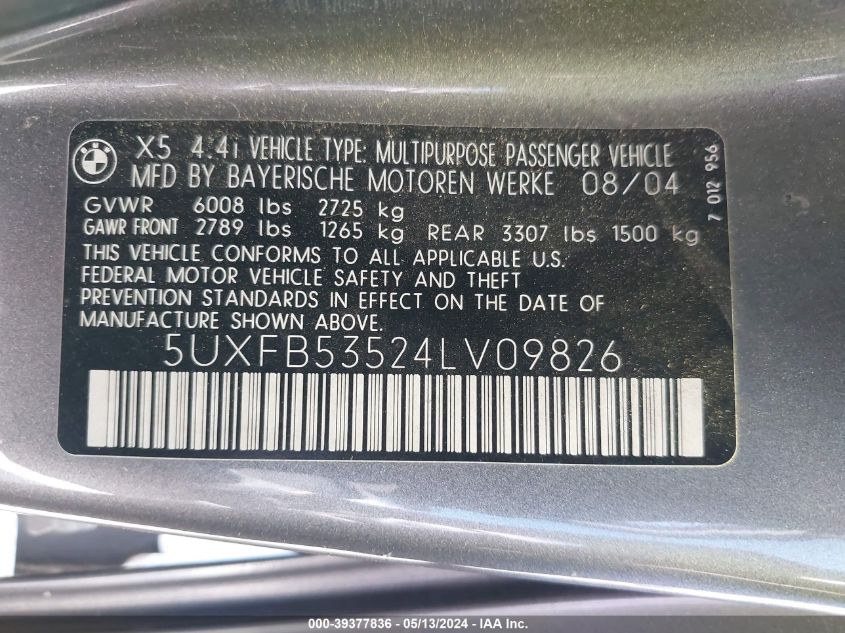 BMW
X5 4.4i VEHICLE TYPE: MULTIPURPOSE PASSENGER VEHICLE
MFD BY BAYERISCHE MOTOREN WERKE 08/04
GVWR 6008 lbs 2725 kg
GAWR FRONT 2789 lbs 1265 kg REAR 3307 lbs 1500 kg
THIS VEHICLE CONFORMS TO ALL APPLICABLE U.S.
FEDERAL MOTOR VEHICLE SAFETY AND THEFT
PREVENTION STANDARDS IN EFFECT ON THE DATE OF
MANUFACTURE SHOWN ABOVE.
5UXFB53524LV09826
7 012 956
000-39377836 - 05/13/2024 - IAA Inc.